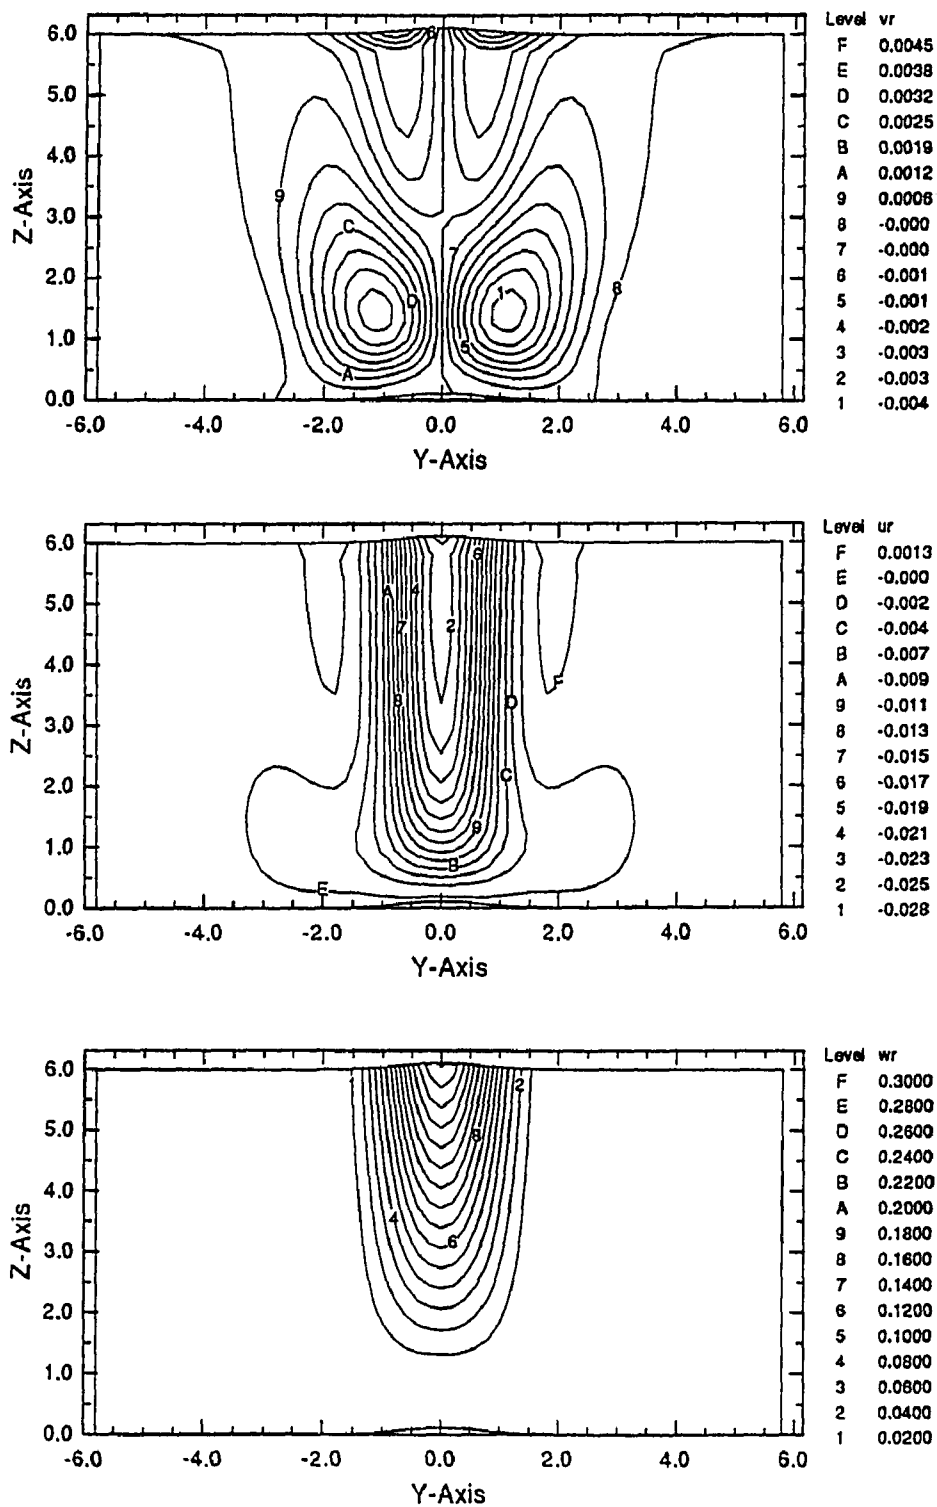 Level vr
F 0.0045
E 0.0038
D 0.0032
C 0.0025
B 0.0019
A 0.0012
9 0.0006
8 -0.000
7 -0.000
6 -0.001
5 -0.001
4 -0.002
3 -0.003
2 -0.003
1 -0.004
6.0
5.0
4.0
3.0
2.0
1.0
0.0
Z-Axis
6
9
C
7
D
1
8
5
A
-6.0 -4.0 -2.0 0.0 2.0 4.0 6.0
Y-Axis
Level ur
F 0.0013
E -0.000
D -0.002
C -0.004
B -0.007
A -0.009
9 -0.011
8 -0.013
7 -0.015
6 -0.017
5 -0.019
4 -0.021
3 -0.023
2 -0.025
1 -0.028
6.0
5.0
4.0
3.0
2.0
1.0
0.0
Z-Axis
6
A 4
7 2
F
8 D
C
9
B
E
-6.0 -4.0 -2.0 0.0 2.0 4.0 6.0
Y-Axis
Level wr
F 0.3000
E 0.2800
D 0.2600
C 0.2400
B 0.2200
A 0.2000
9 0.1800
8 0.1600
7 0.1400
6 0.1200
5 0.1000
4 0.0800
3 0.0600
2 0.0400
1 0.0200
6.0
5.0
4.0
3.0
2.0
1.0
0.0
Z-Axis
2
8
4
6
-6.0 -4.0 -2.0 0.0 2.0 4.0 6.0
Y-Axis